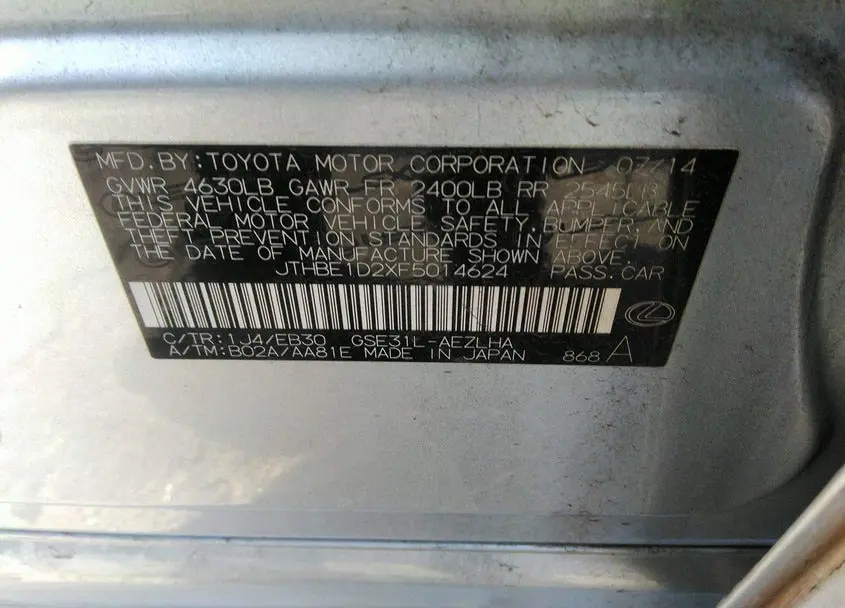 MFD. BY: TOYOTA MOTOR CORPORATION 07/14
GVWR 4630LB GAWR FR 2400LB RR 2545LB
THIS VEHICLE CONFORMS TO ALL APPLICABLE
FEDERAL MOTOR VEHICLE SAFETY, BUMPER, AND
THEFT PREVENTION STANDARDS IN EFFECT ON
THE DATE OF MANUFACTURE SHOWN ABOVE.
JTHBE1D2XF5014624 PASS. CAR
C/TR: 1J4/EB30 GSE31L-AEZLHA
A/TM: B02A/AA81E MADE IN JAPAN 868 A